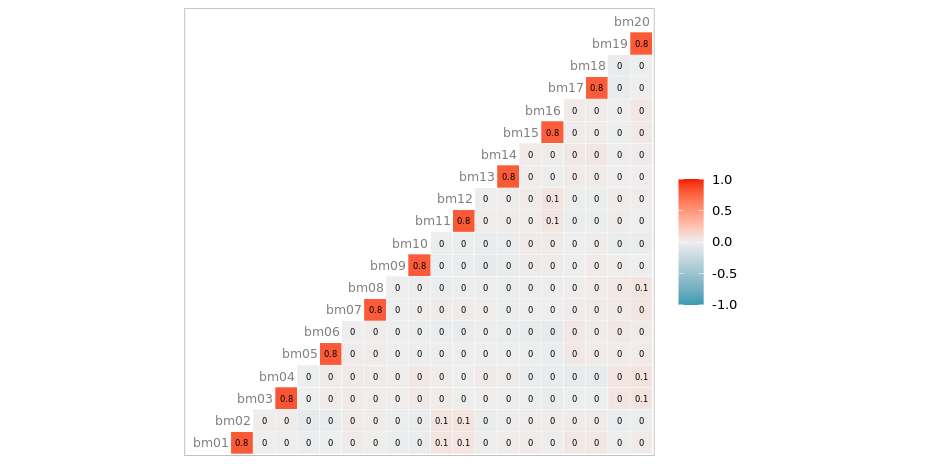 bm20
bm19 0.8
bm18 0 0
bm17 0.8 0 0
bm16 0 0 0 0
bm15 0.8 0 0 0 0
bm14 0 0 0 0 0 0
bm13 0.8 0 0 0 0 0 0
bm12 0 0 0 0.1 0 0 0 0
bm11 0.8 0 0 0 0.1 0 0 0 0
bm10 0 0 0 0 0 0 0 0 0 0
bm09 0.8 0 0 0 0 0 0 0 0 0 0
bm08 0 0 0 0 0 0 0 0 0 0 0 0.1
bm07 0.8 0 0 0 0 0 0 0 0 0 0 0 0
bm06 0 0 0 0 0 0 0 0 0 0 0 0 0 0
bm05 0.8 0 0 0 0 0 0 0 0 0 0 0 0 0 0
bm04 0 0 0 0 0 0 0 0 0 0 0 0 0 0 0 0.1
bm03 0.8 0 0 0 0 0 0 0 0 0 0 0 0 0 0 0 0.1
bm02 0 0 0 0 0 0 0 0 0.1 0.1 0 0 0 0 0 0 0 0
bm01 0.8 0 0 0 0 0 0 0 0 0.1 0.1 0 0 0 0 0 0 0 0
1.0
0.5
0.0
-0.5
-1.0